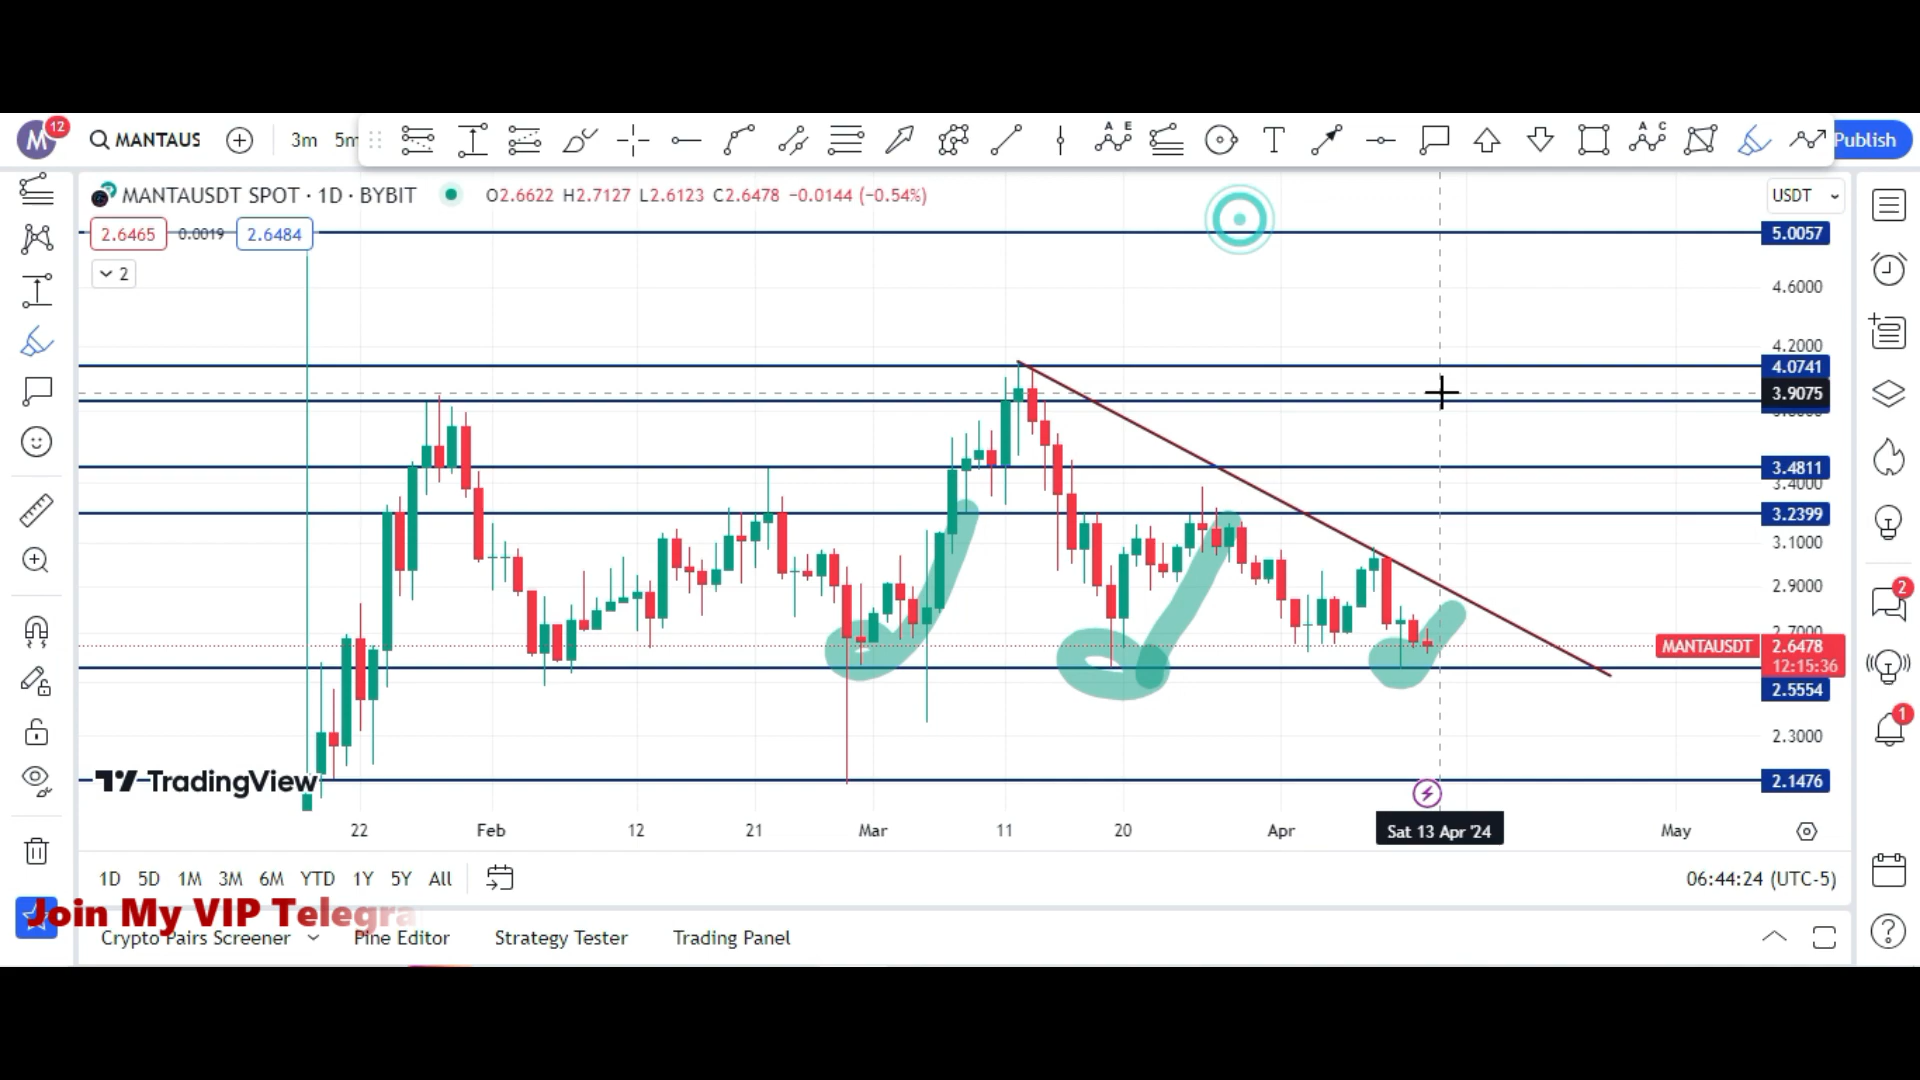 M 12 MANTAUS 3m 5m A E A C Publish
MANTAUSDT SPOT · 1D · BYBIT O2.6622 H2.7127 L2.6123 C2.6478 −0.0144 (−0.54%) USDT
2.6465 0.0019 2.6484 5.0057
2
4.6000
4.2000
4.0741
3.9075
3.4811
3.4000
3.2399
3.1000
2.9000
2
2.7000
MANTAUSDT 2.6478
12:15:36
2.5554
1
2.3000
TradingView 2.1476
22 Feb 12 21 Mar 11 20 Apr Sat 13 Apr '24 May
1D 5D 1M 3M 6M YTD 1Y 5Y All 06:44:24 (UTC-5)
Join My VIP Telegra
Crypto Pairs Screener Pine Editor Strategy Tester Trading Panel